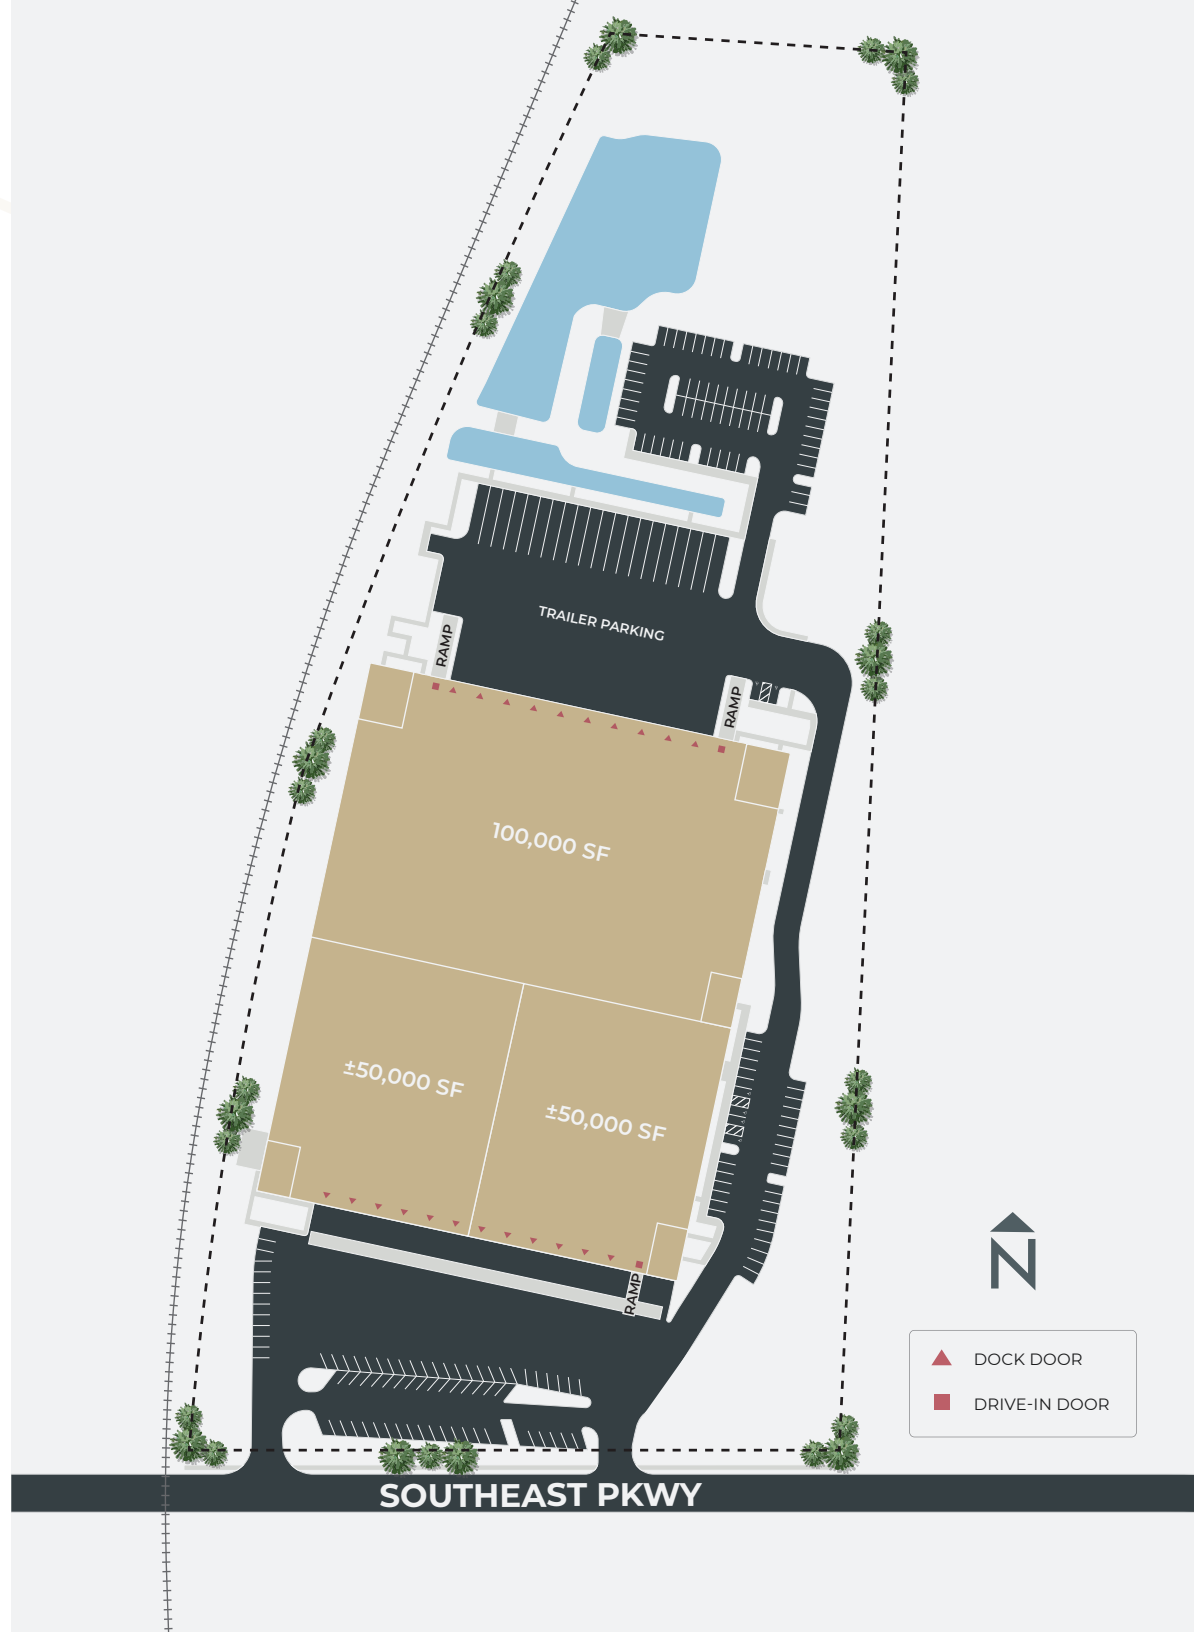 TRAILER PARKING
RAMP
RAMP
100,000 SF
±50,000 SF
±50,000 SF
RAMP
N
DOCK DOOR
DRIVE-IN DOOR
SOUTHEAST PKWY